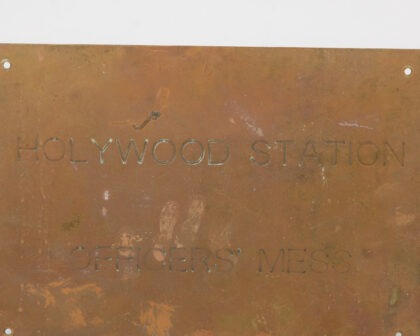 HOLYWOOD STATION
OFFICERS' MESS